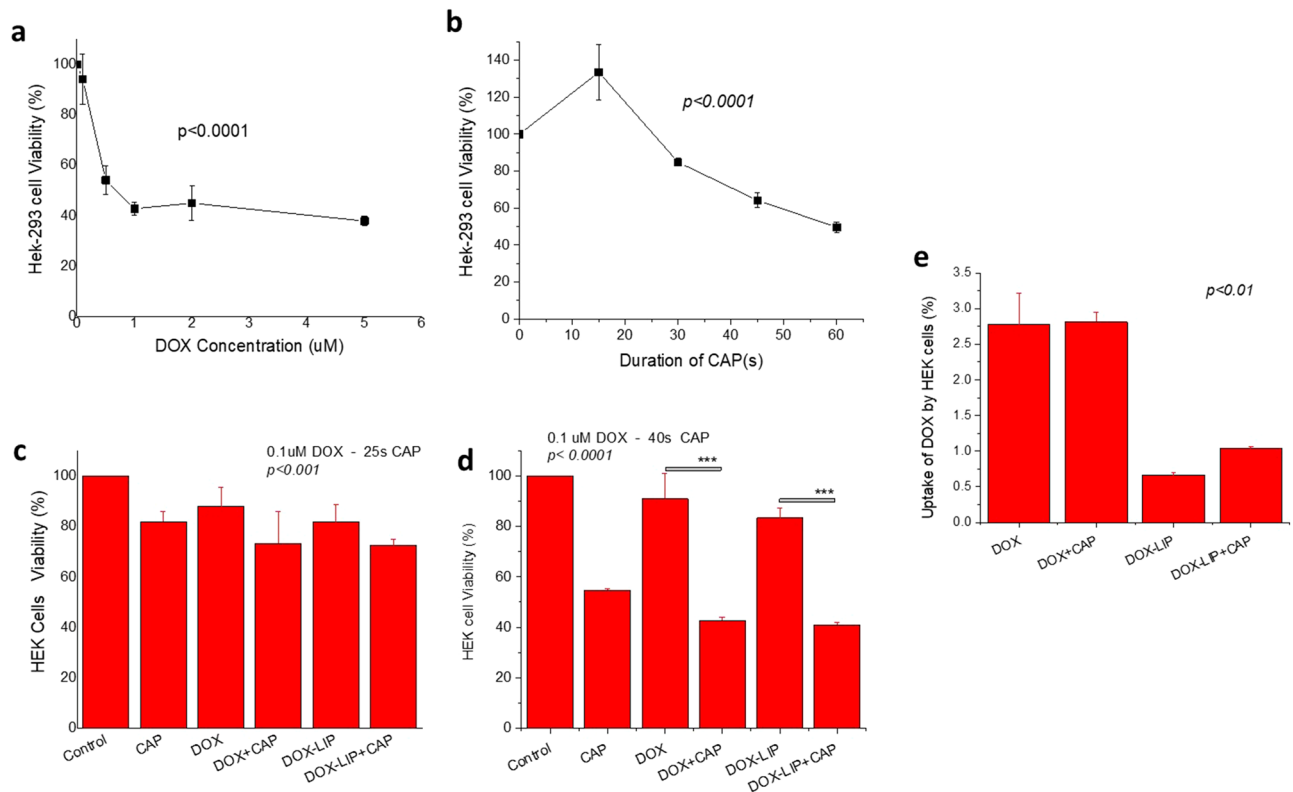 a
100
80
60
40
20
0
Hek-293 cell Viability (%)
p<0.0001
0 1 2 3 4 5 6
DOX Concentration (uM)
b
140
120
100
80
60
40
20
0
Hek-293 cell Viability (%)
p<0.0001
0 10 20 30 40 50 60
Duration of CAP(s)
c
0.1uM DOX - 25s CAP
p<0.001
100
80
60
40
20
0
HEK Cells Viability (%)
Control CAP DOX DOX+CAP DOX-LIP DOX-LIP+CAP
d
0.1 uM DOX - 40s CAP
p< 0.0001
***
***
100
80
60
40
20
0
HEK cell Viability (%)
Control CAP DOX DOX+CAP DOX-LIP DOX-LIP+CAP
e
3.5
3.0
2.5
2.0
1.5
1.0
0.5
0.0
Uptake of DOX by HEK cells (%)
p<0.01
DOX DOX+CAP DOX-LIP DOX-LIP+CAP